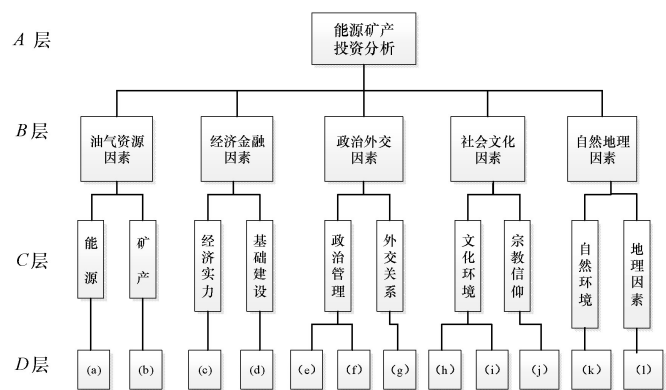 A 层
能源矿产
投资分析
B层
油气资源
因素
经济金融
因素
政治外交
因素
社会文化
因素
自然地理
因素
C层
能源
矿产
经济实力
基础建设
政治管理
外交关系
文化环境
宗教信仰
自然环境
地理因素
D层
(a)
(b)
(c)
(d)
（e）
（f）
（g）
（h）
（i）
（j）
（k）
（l）